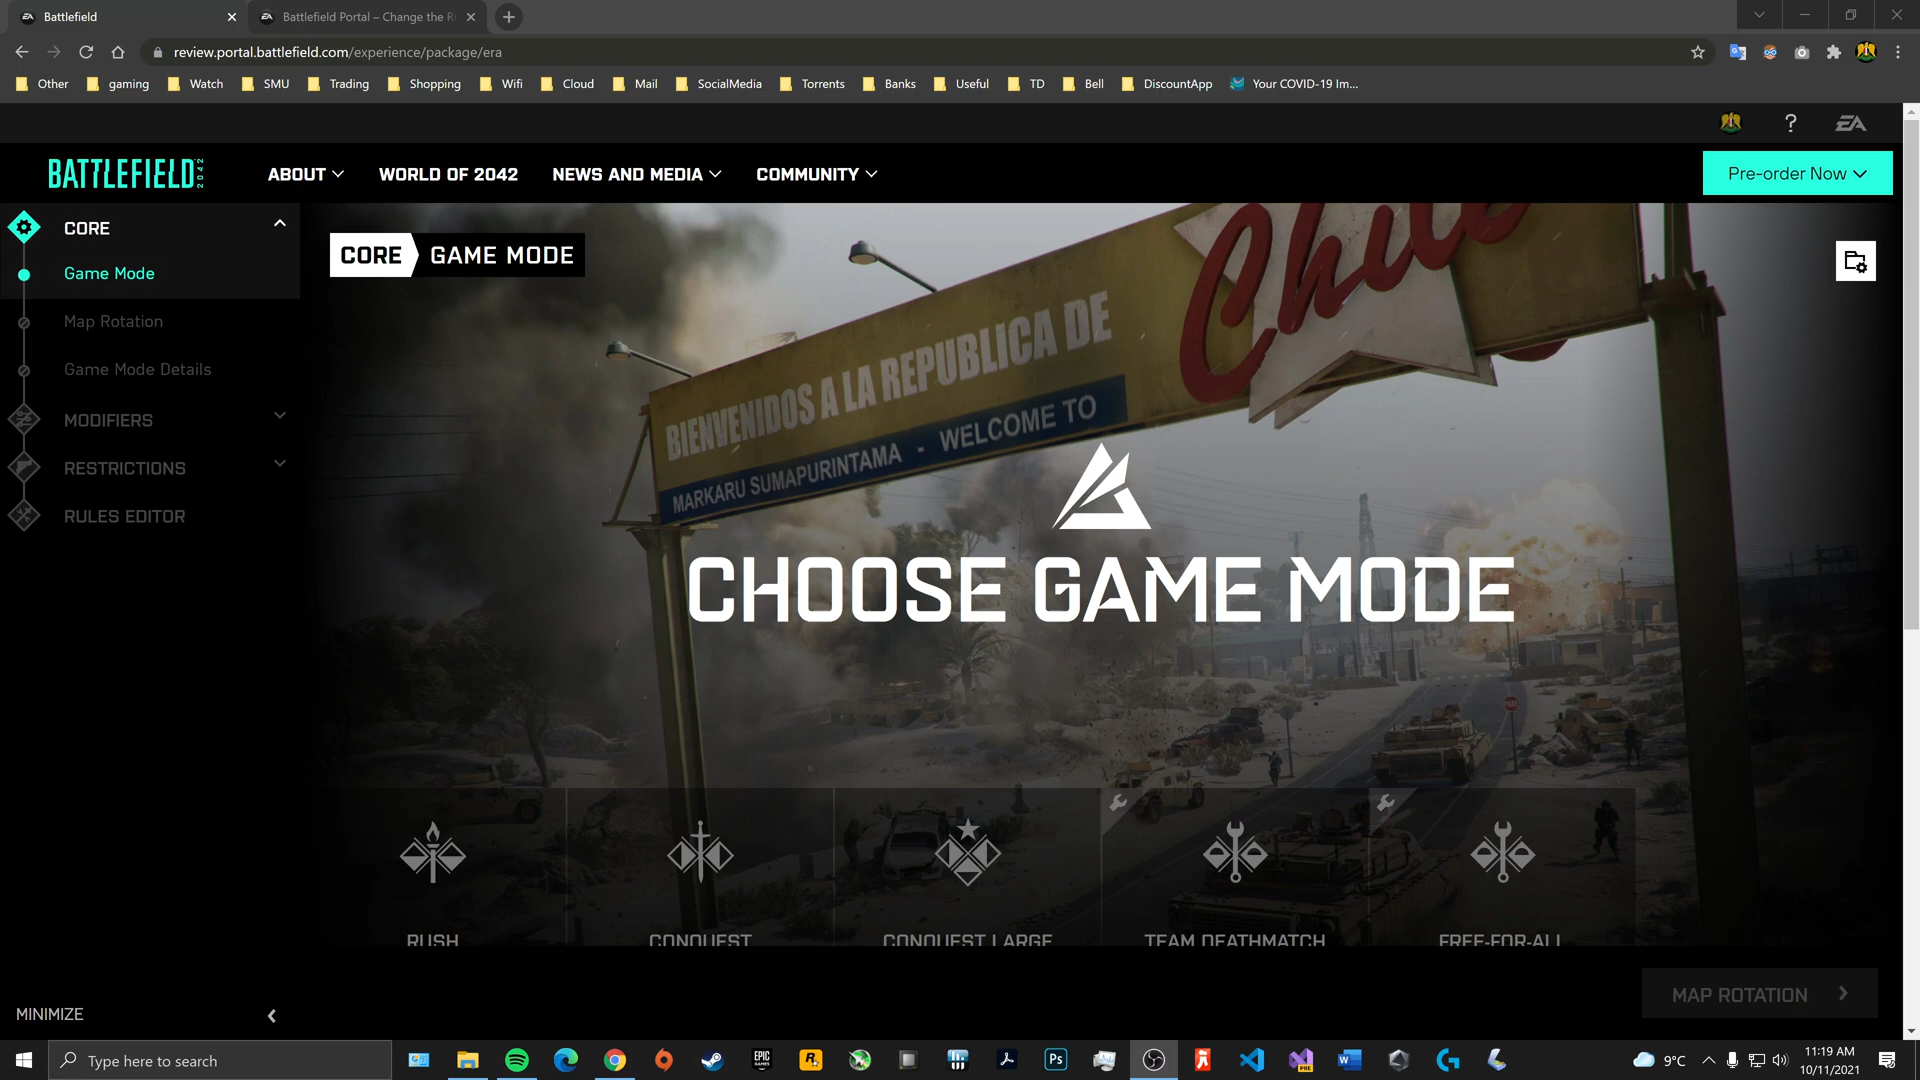 Battlefield
Battlefield Portal – Change the R
review.portal.battlefield.com/experience/package/era
Other
gaming
Watch
SMU
Trading
Shopping
Wifi
Cloud
Mail
SocialMedia
Torrents
Banks
Useful
TD
Bell
DiscountApp
Your COVID-19 Im...
? EA
BATTLEFIELD 2042
ABOUT
WORLD OF 2042
NEWS AND MEDIA
COMMUNITY
Pre-order Now
CORE
Game Mode
Map Rotation
Game Mode Details
MODIFIERS
RESTRICTIONS
RULES EDITOR
MINIMIZE
CORE
GAME MODE
BIENVENIDOS A LA REPUBLICA DE
Chile
MARKARU SUMAPURINTAMA - WELCOME TO
CHOOSE GAME MODE
RUSH
CONQUEST
CONQUEST LARGE
TEAM DEATHMATCH
FREE-FOR-ALL
MAP ROTATION
Type here to search
EPIC GAMES
Ps
PRE
9°C
11:19 AM
10/11/2021